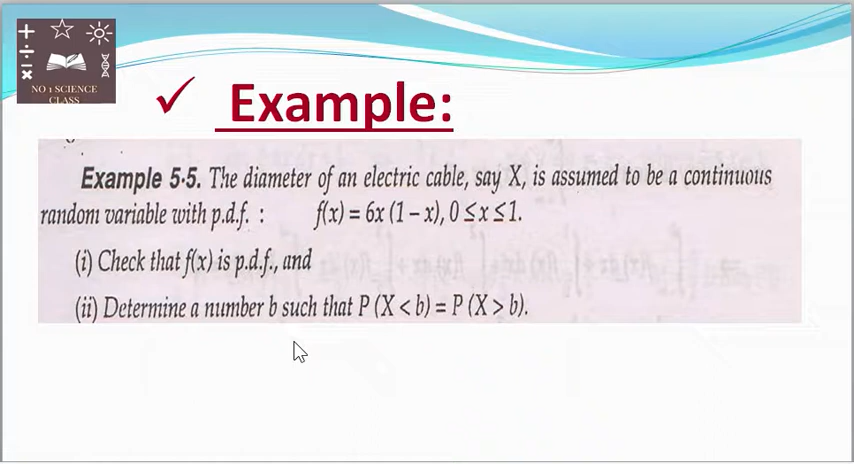 NO 1 SCIENCE
CLASS
✓ Example:
Example 5·5. The diameter of an electric cable, say X, is assumed to be a continuous
random variable with p.d.f. : f(x) = 6x (1 – x), 0 ≤ x ≤ 1.
(i) Check that f(x) is p.d.f., and
(ii) Determine a number b such that P (X < b) = P (X > b).